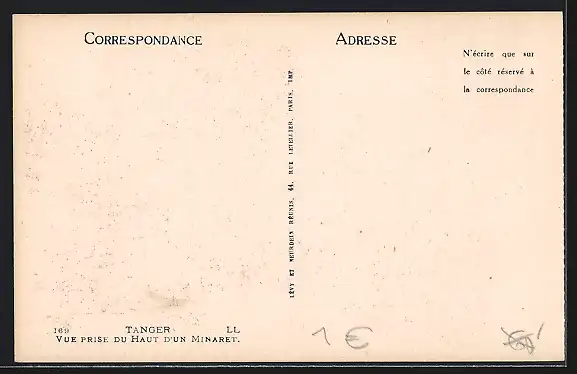 CORRESPONDANCE
ADRESSE
N'écrire que sur
le côté réservé à
la correspondance
LÉVY ET NEURDEIN RÉUNIS, 44, RUE LETELLIER, PARIS, IMP.
169 TANGER LL
VUE PRISE DU HAUT D'UN MINARET.
1 €